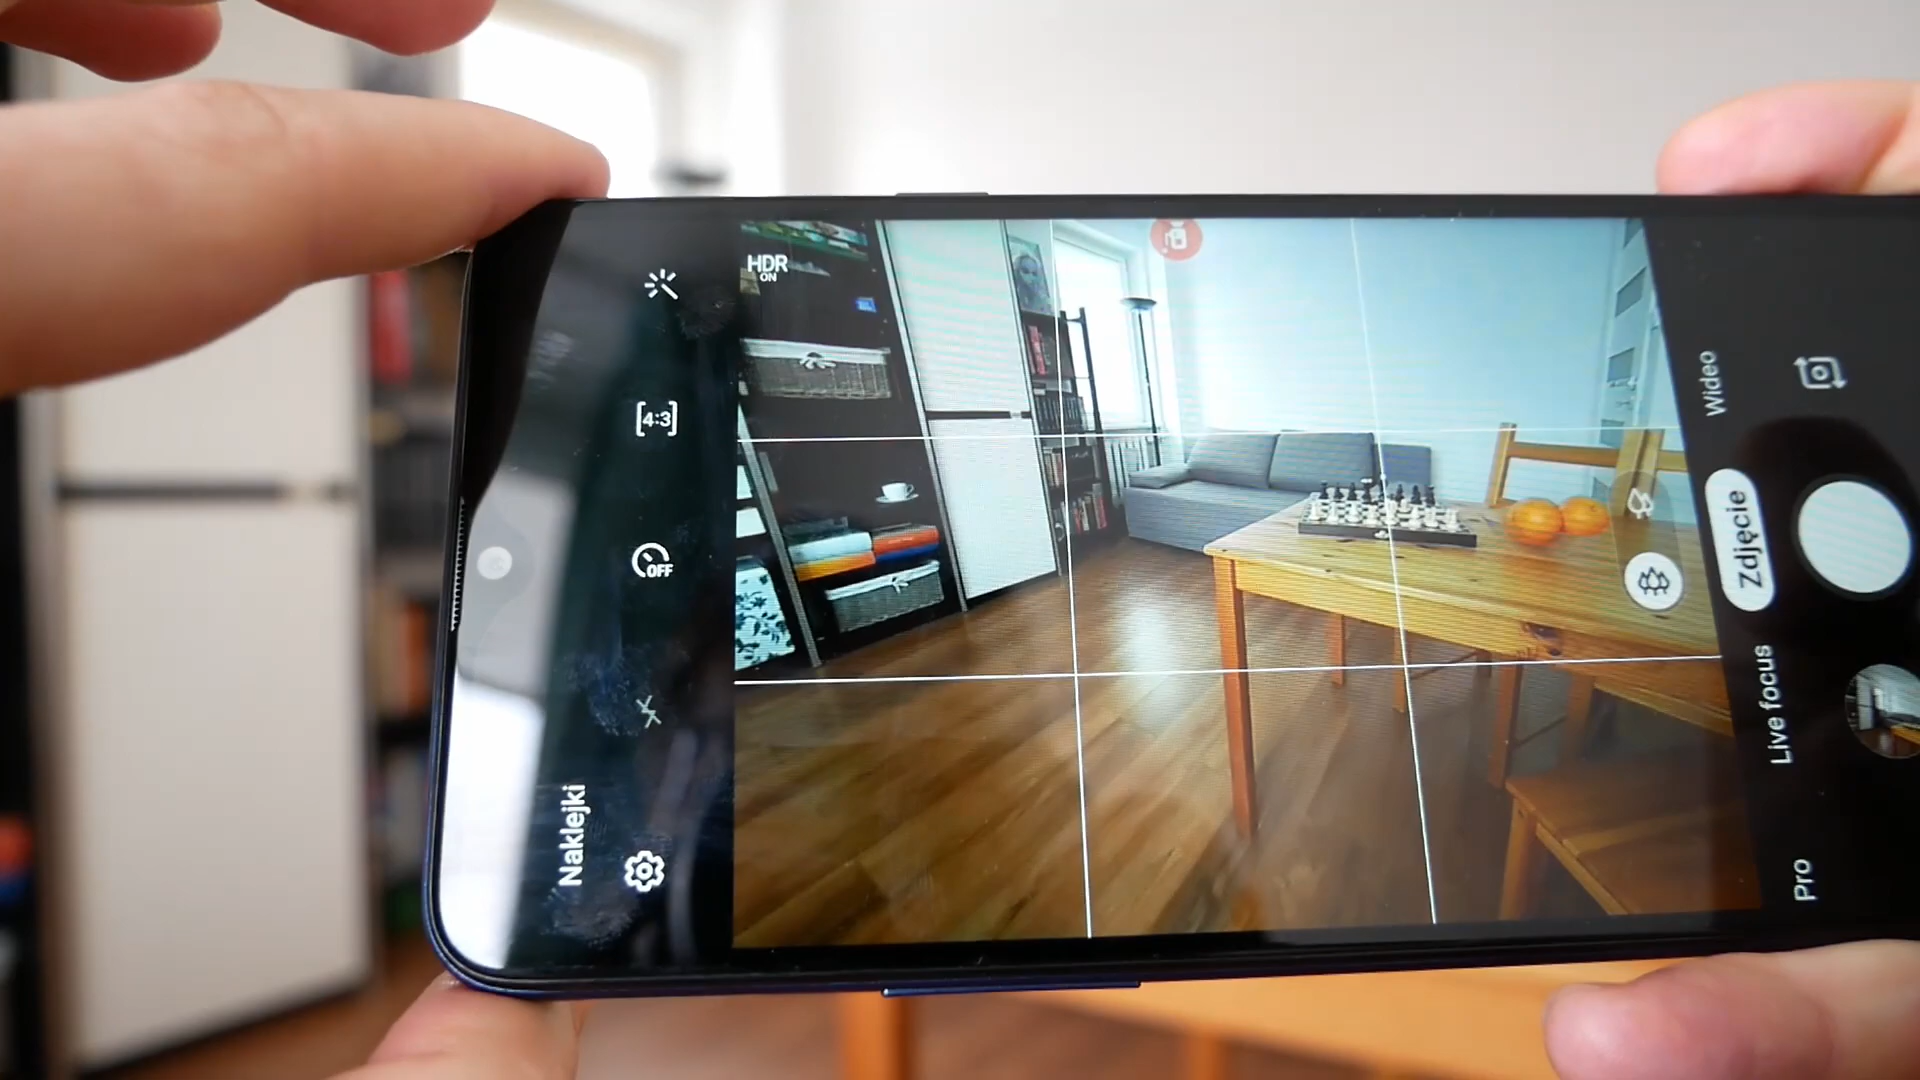 HDR
ON
[4:3]
OFF
Naklejki
Wideo
Zdjęcie
Live focus
Pro